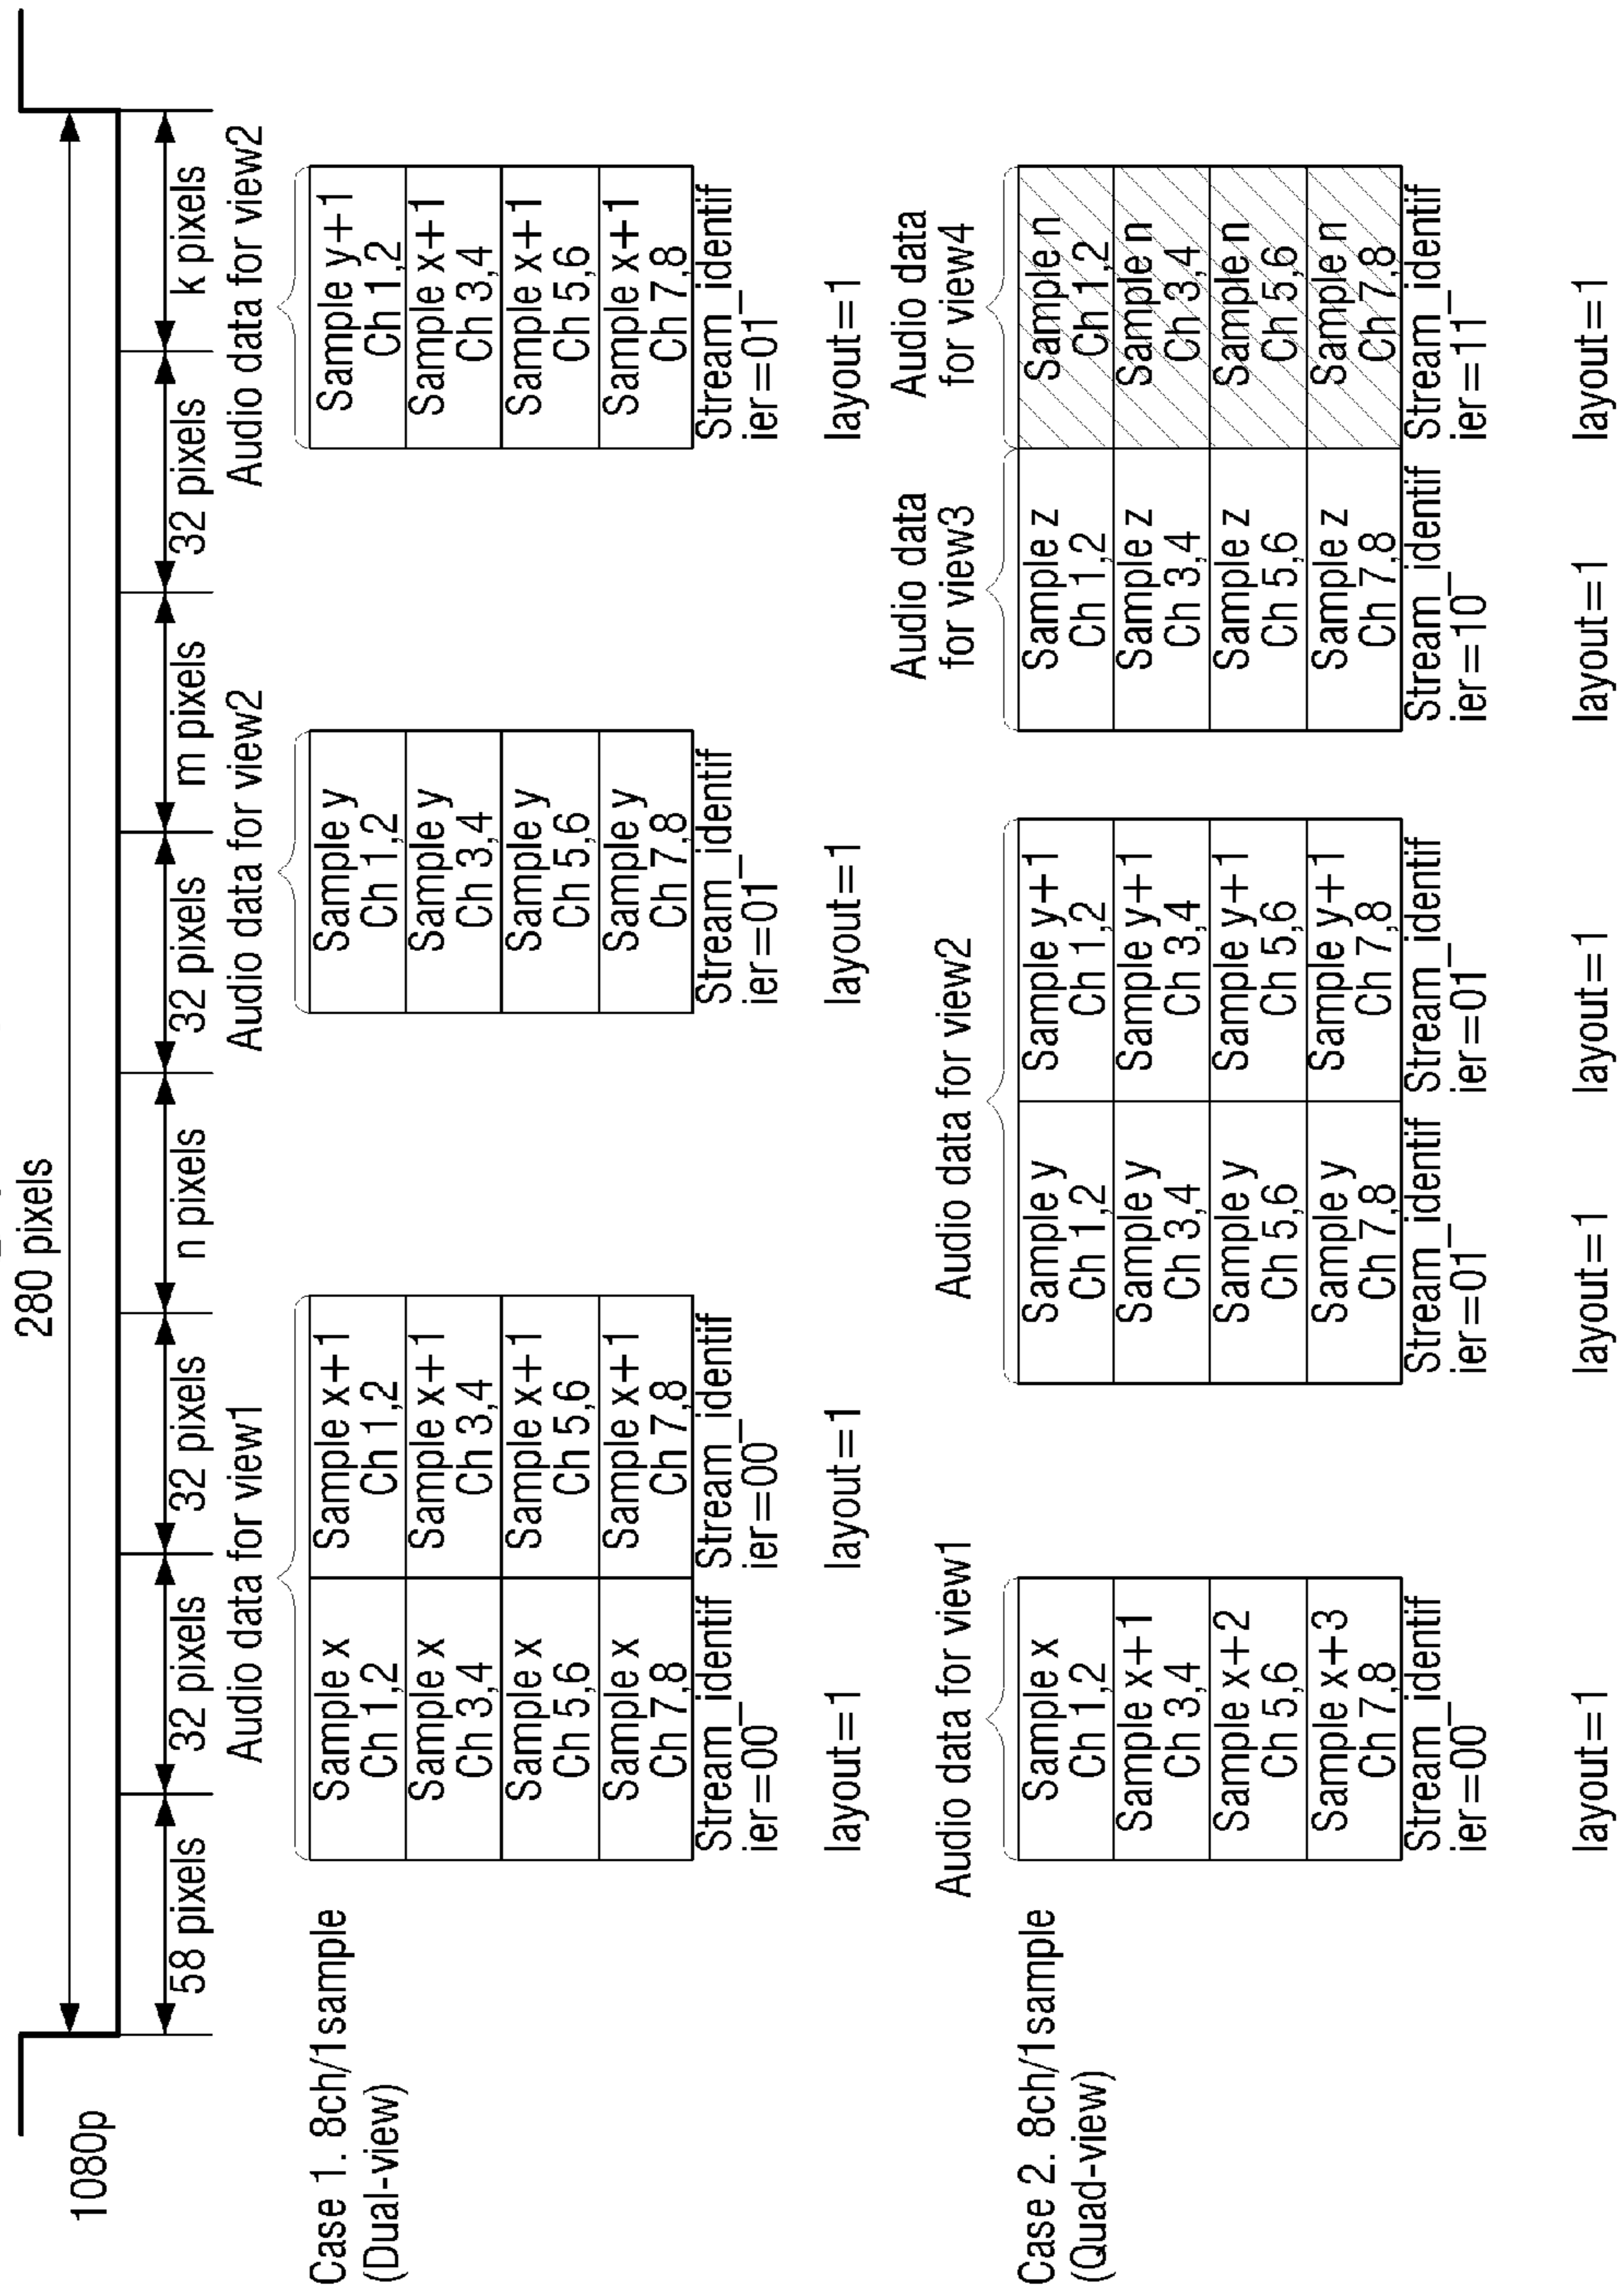 280 pixels
1080p
58 pixels
32 pixels
32 pixels
n pixels
32 pixels
m pixels
32 pixels
k pixels
Case 1. 8ch/1sample
(Dual-view)
Audio data for view1
Sample x
Ch 1,2
Sample x
Ch 3,4
Sample x
Ch 5,6
Sample x
Ch 7,8
Stream_identif
ier=00
layout=1
Sample x+1
Ch 1,2
Sample x+1
Ch 3,4
Sample x+1
Ch 5,6
Sample x+1
Ch 7,8
Stream_identif
ier=00
layout=1
Audio data for view2
Sample y
Ch 1,2
Sample y
Ch 3,4
Sample y
Ch 5,6
Sample y
Ch 7,8
Stream_identif
ier=01
layout=1
Audio data for view2
Sample y+1
Ch 1,2
Sample x+1
Ch 3,4
Sample x+1
Ch 5,6
Sample x+1
Ch 7,8
Stream_identif
ier=01
layout=1
Case 2. 8ch/1sample
(Quad-view)
Audio data for view1
Sample x
Ch 1,2
Sample x+1
Ch 3,4
Sample x+2
Ch 5,6
Sample x+3
Ch 7,8
Stream_identif
ier=00
layout=1
Audio data for view2
Sample y
Ch 1,2
Sample y
Ch 3,4
Sample y
Ch 5,6
Sample y
Ch 7,8
Stream_identif
ier=01
layout=1
Sample y+1
Ch 1,2
Sample y+1
Ch 3,4
Sample y+1
Ch 5,6
Sample y+1
Ch 7,8
Stream_identif
ier=01
layout=1
Audio data
for view3
Sample z
Ch 1,2
Sample z
Ch 3,4
Sample z
Ch 5,6
Sample z
Ch 7,8
Stream_identif
ier=10
layout=1
Audio data
for view4
Sample n
Ch 1,2
Sample n
Ch 3,4
Sample n
Ch 5,6
Sample n
Ch 7,8
Stream_identif
ier=11
layout=1